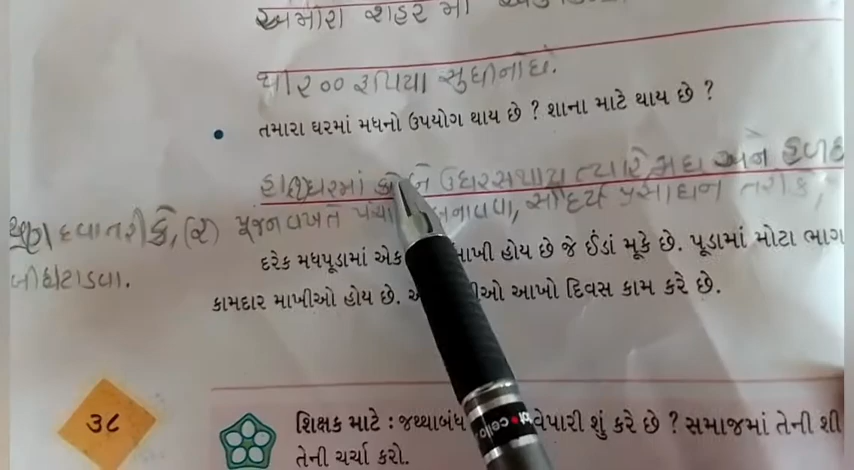 અમારા શહેર માં
થી ૨૦૦ રૂપિયા સુધીના છે.
તમારા ઘરમાં મધનો ઉપયોગ થાય છે ? શાના માટે થાય છે ?
ઘરમાં ઉધરસ થાય ત્યારે મધ અને હળદ
દવા તરીકે, (૨) પૂજન વખતે પંચા બનાવવા, સૌંદર્ય પ્રસાધન તરીકે,
દરેક મધપૂડામાં એક માખી હોય છે જે ઈંડાં મૂકે છે. પૂડામાં મોટા ભાગ
ઘટાડવા.
કામદાર માખીઓ હોય છે. ઓ આખો દિવસ કામ કરે છે.
૩૮
શિક્ષક માટે : જથ્થાબંધ વેપારી શું કરે છે ? સમાજમાં તેની શી
તેની ચર્ચા કરો.
cello